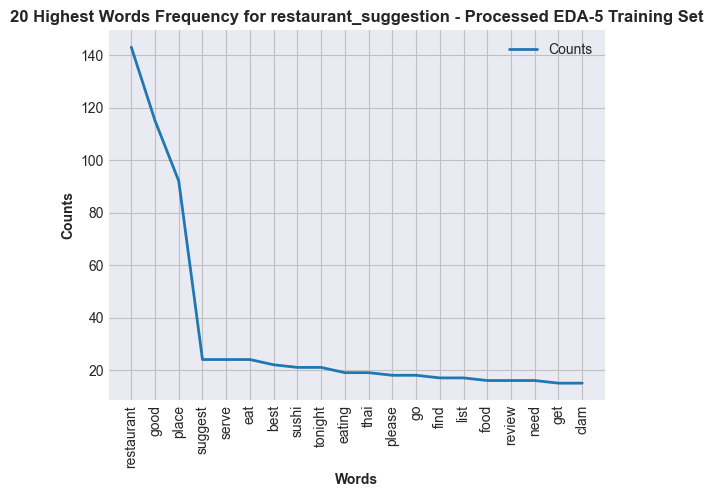 20 Highest Words Frequency for restaurant_suggestion - Processed EDA-5 Training Set
Counts
140
120
100
80
60
40
20
Counts
restaurant
good
place
suggest
serve
eat
best
sushi
tonight
eating
thai
please
go
find
list
food
review
need
get
clam
Words